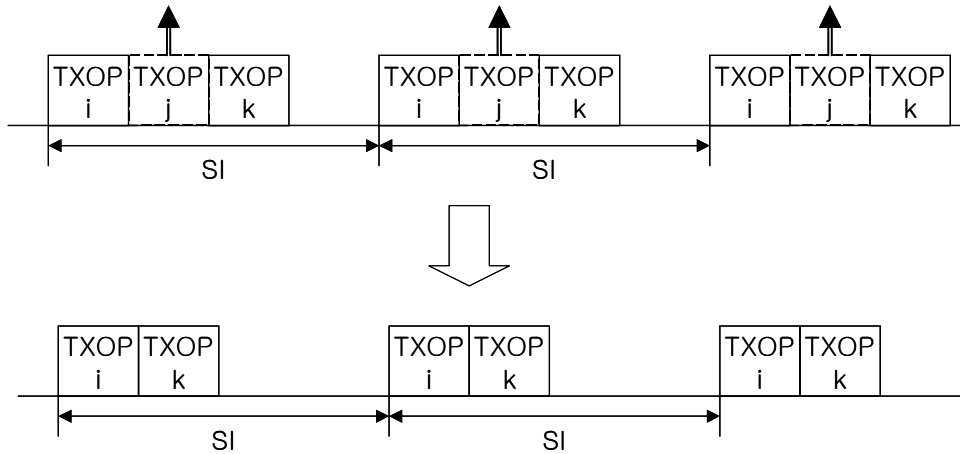 TXOP TXOP TXOP TXOP TXOP TXOP TXOP TXOP TXOP
i j k i j k i j k
SI SI
TXOP TXOP TXOP TXOP TXOP TXOP
i k i k i k
SI SI